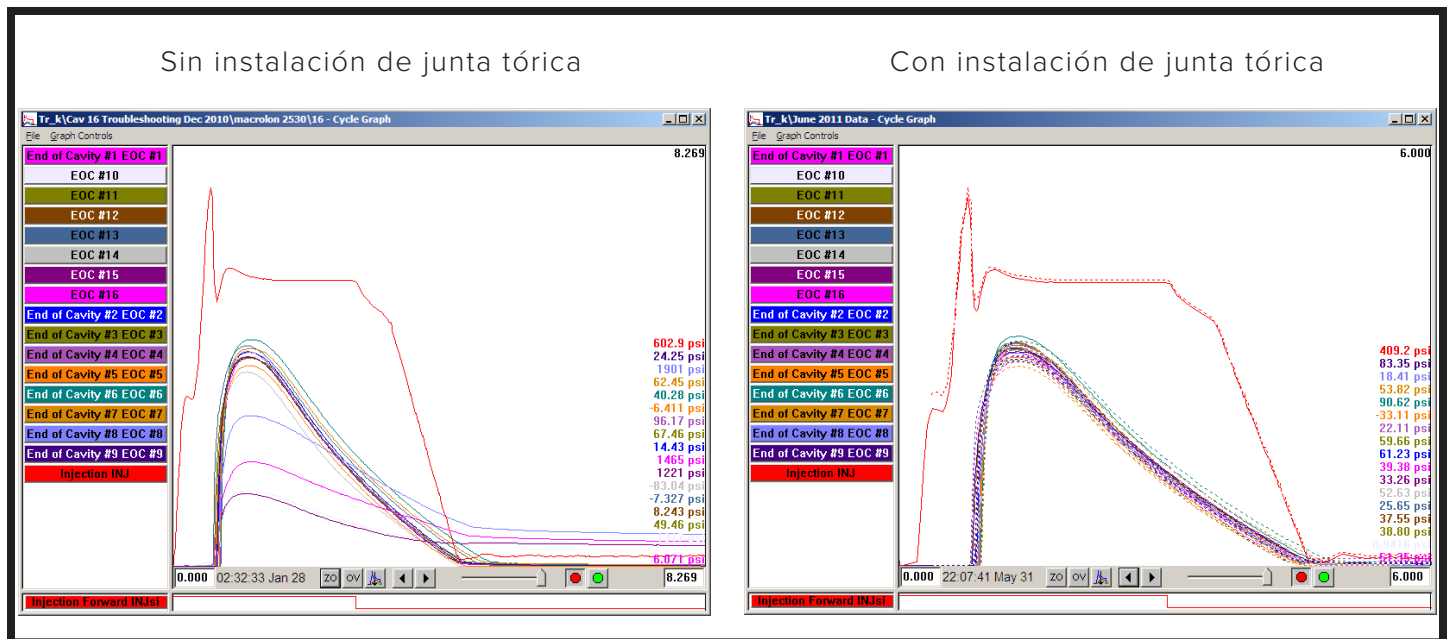 Sin instalación de junta tórica
Tr_k\Cav 16 Troubleshooting Dec 2010\macrolon 2530\16 - Cycle Graph
File Graph Controls
End of Cavity #1 EOC #1
EOC #10
EOC #11
EOC #12
EOC #13
EOC #14
EOC #15
EOC #16
End of Cavity #2 EOC #2
End of Cavity #3 EOC #3
End of Cavity #4 EOC #4
End of Cavity #5 EOC #5
End of Cavity #6 EOC #6
End of Cavity #7 EOC #7
End of Cavity #8 EOC #8
End of Cavity #9 EOC #9
Injection INJ
8.269
602.9 psi
24.25 psi
1901 psi
62.45 psi
40.28 psi
-6.411 psi
96.17 psi
67.46 psi
14.43 psi
1465 psi
1221 psi
-83.04 psi
-7.327 psi
8.243 psi
49.46 psi
6.071 psi
0.000 02:32:33 Jan 28 ZO OV 8.269
Injection Forward INJsi
Con instalación de junta tórica
Tr_k\June 2011 Data - Cycle Graph
File Graph Controls
End of Cavity #1 EOC #1
EOC #10
EOC #11
EOC #12
EOC #13
EOC #14
EOC #15
EOC #16
End of Cavity #2 EOC #2
End of Cavity #3 EOC #3
End of Cavity #4 EOC #4
End of Cavity #5 EOC #5
End of Cavity #6 EOC #6
End of Cavity #7 EOC #7
End of Cavity #8 EOC #8
End of Cavity #9 EOC #9
Injection INJ
6.000
409.2 psi
83.35 psi
18.41 psi
53.82 psi
90.62 psi
-33.11 psi
22.11 psi
59.66 psi
61.23 psi
39.38 psi
33.26 psi
52.63 psi
25.65 psi
37.55 psi
38.80 psi
0.000 22:07:41 May 31 ZO OV 6.000
Injection Forward INJsi